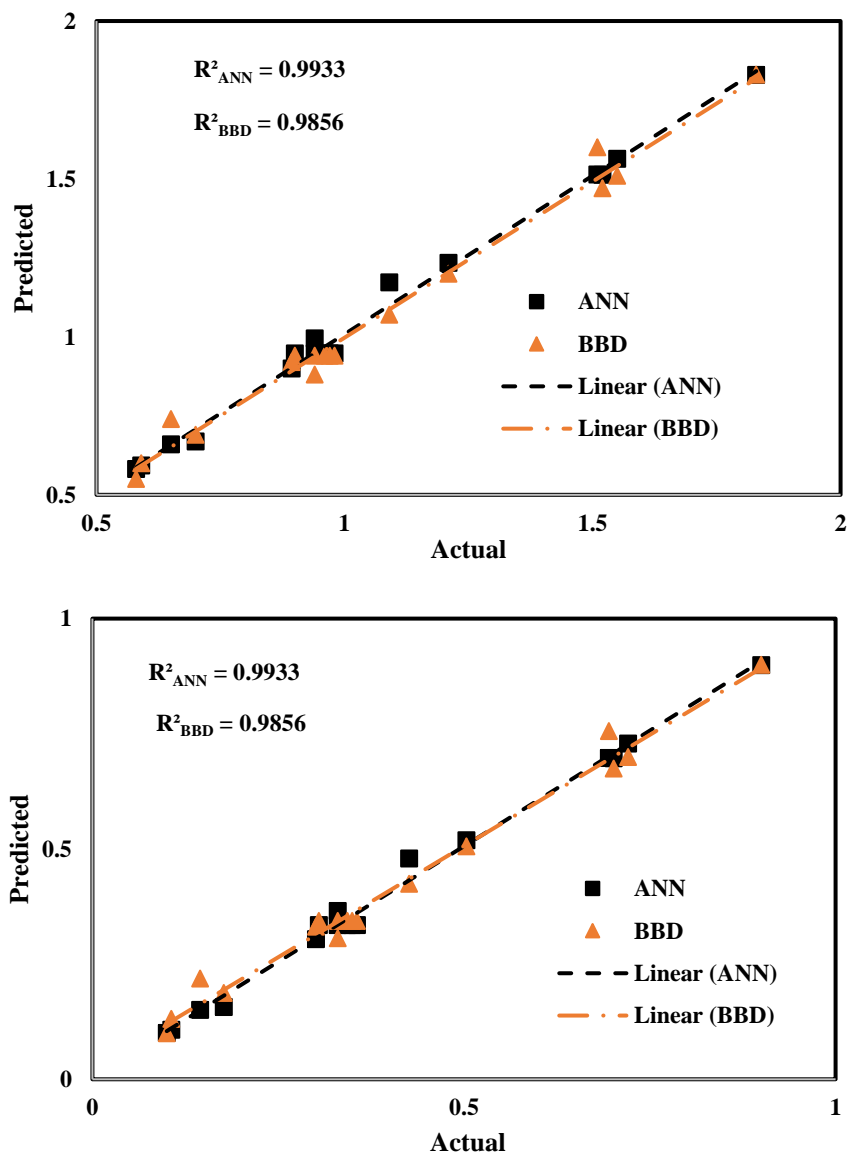 2
R²ANN = 0.9933
R²BBD = 0.9856
1.5
Predicted
ANN
1
BBD
Linear (ANN)
Linear (BBD)
0.5
0.5 1 1.5 2
Actual
1
R²ANN = 0.9933
R²BBD = 0.9856
Predicted
0.5
ANN
BBD
Linear (ANN)
Linear (BBD)
0
0 0.5 1
Actual